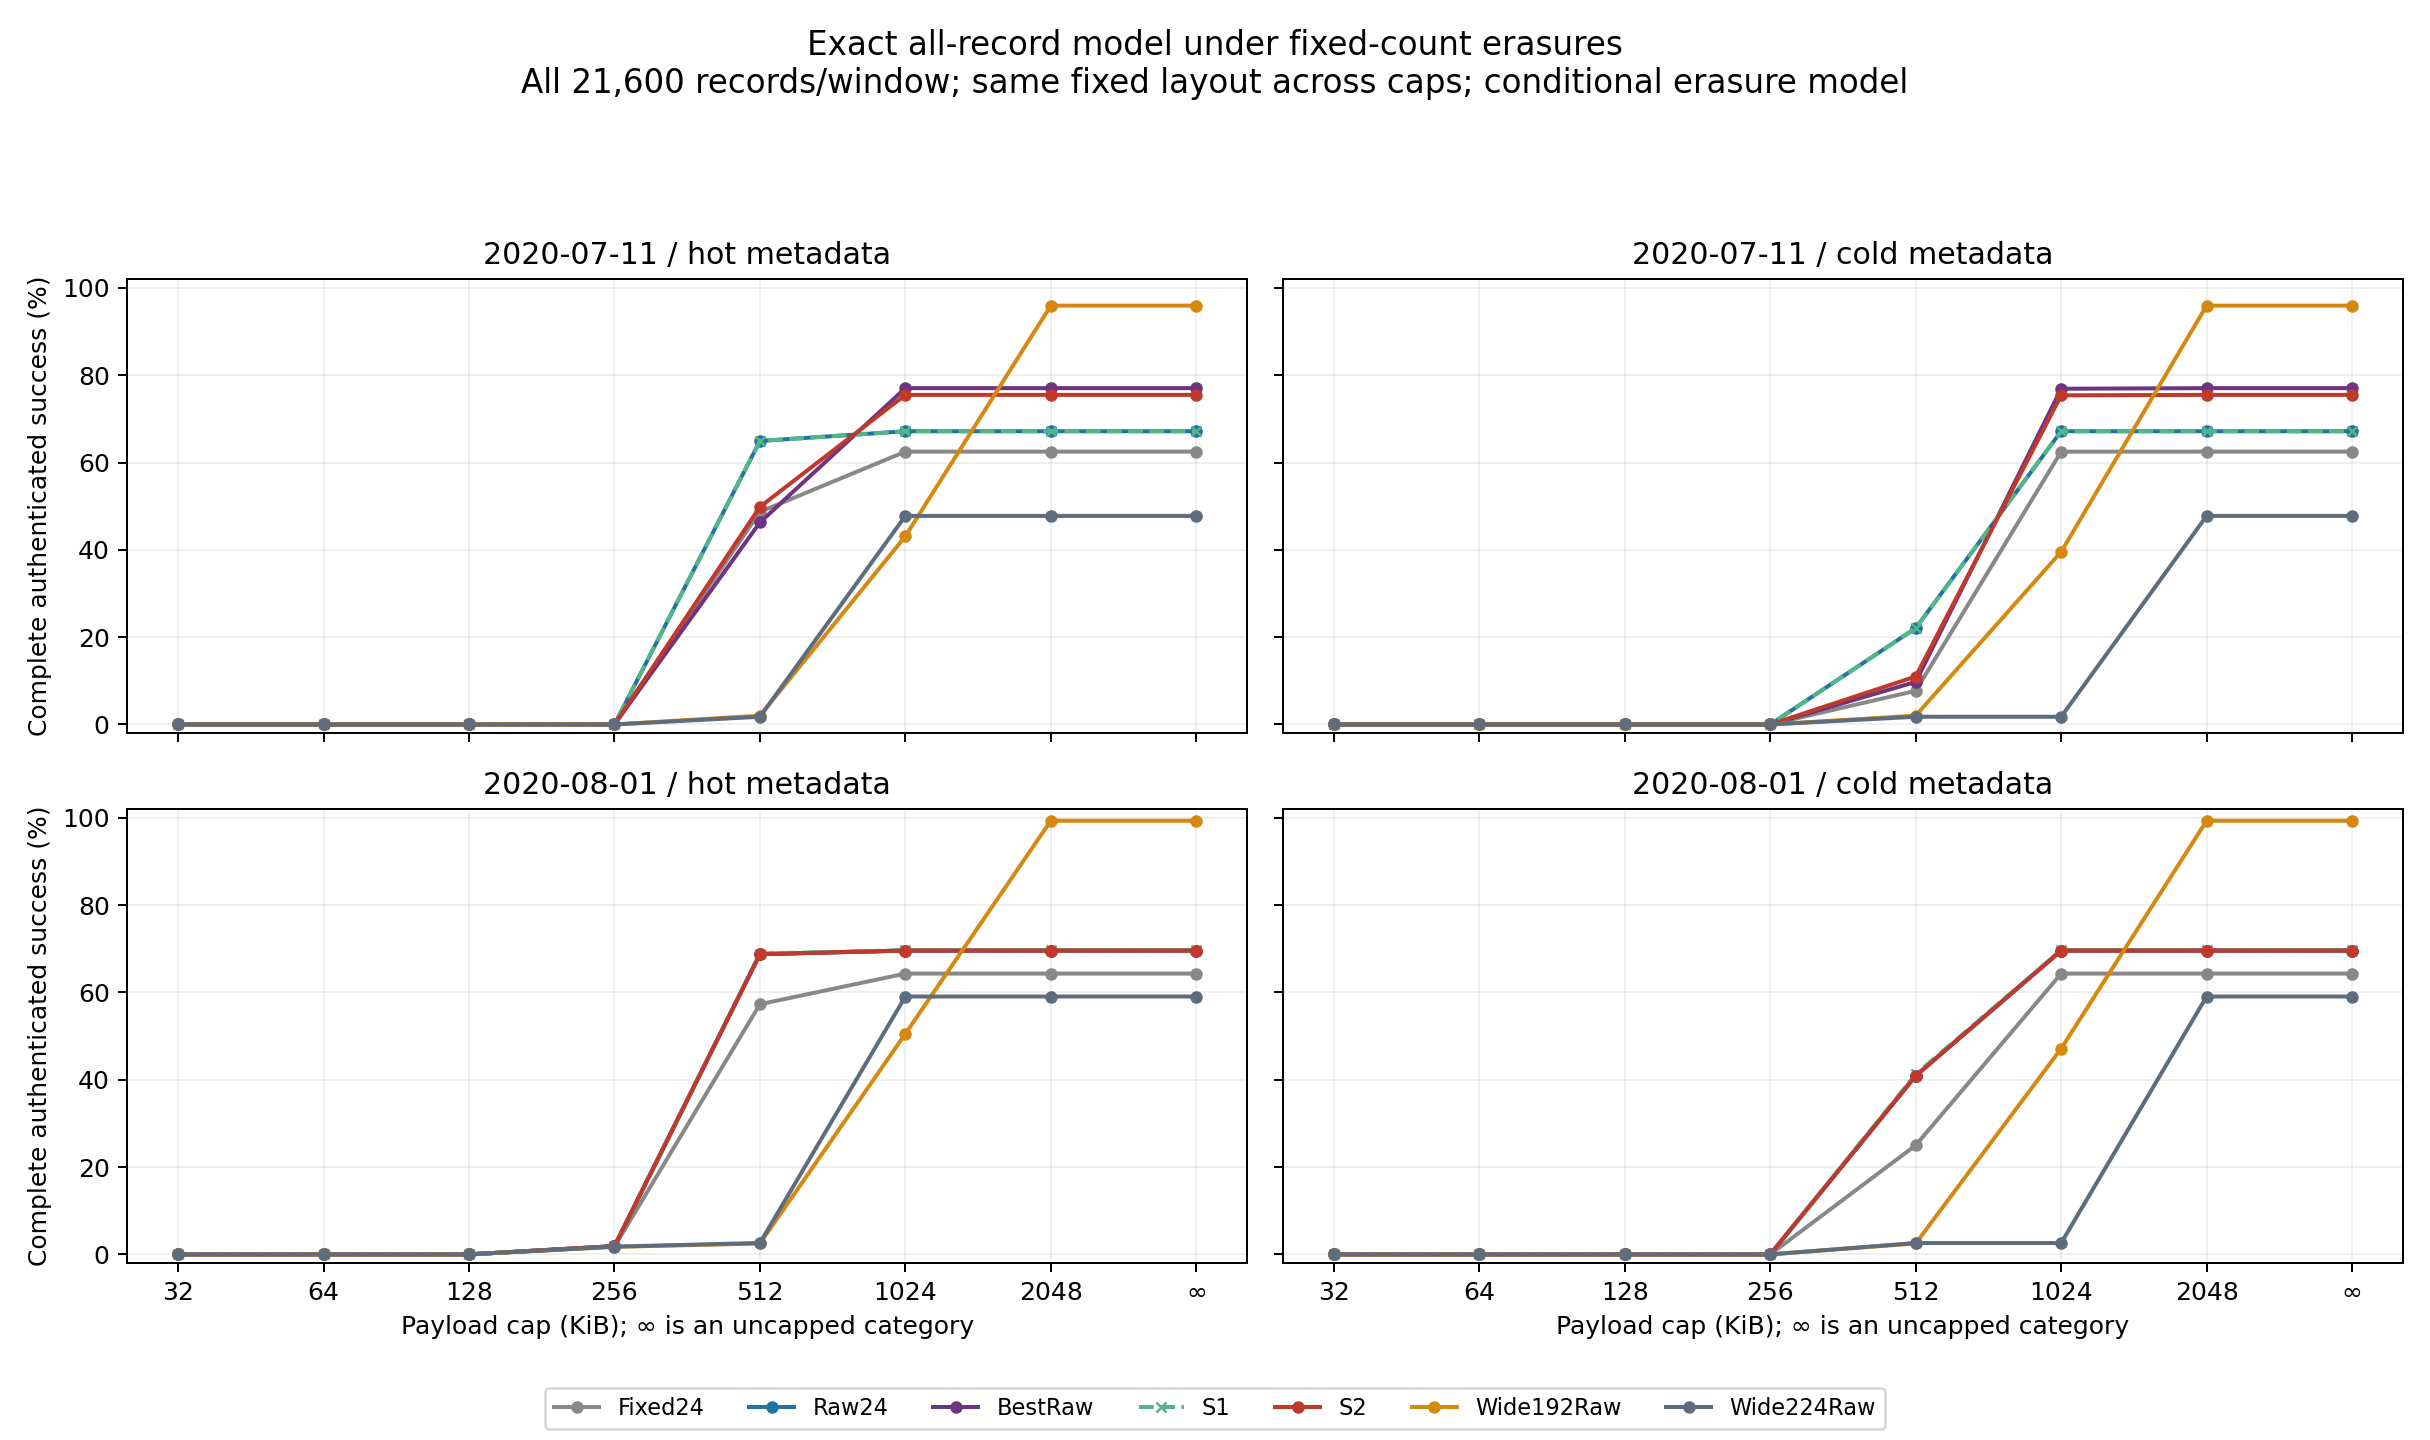 Exact all-record model under fixed-count erasures
All 21,600 records/window; same fixed layout across caps; conditional erasure model
2020-07-11 / hot metadata
2020-07-11 / cold metadata
Complete authenticated success (%)
100
80
60
40
20
0
2020-08-01 / hot metadata
2020-08-01 / cold metadata
Complete authenticated success (%)
100
80
60
40
20
0
32 64 128 256 512 1024 2048 ∞
32 64 128 256 512 1024 2048 ∞
Payload cap (KiB); ∞ is an uncapped category
Payload cap (KiB); ∞ is an uncapped category
Fixed24 Raw24 BestRaw S1 S2 Wide192Raw Wide224Raw